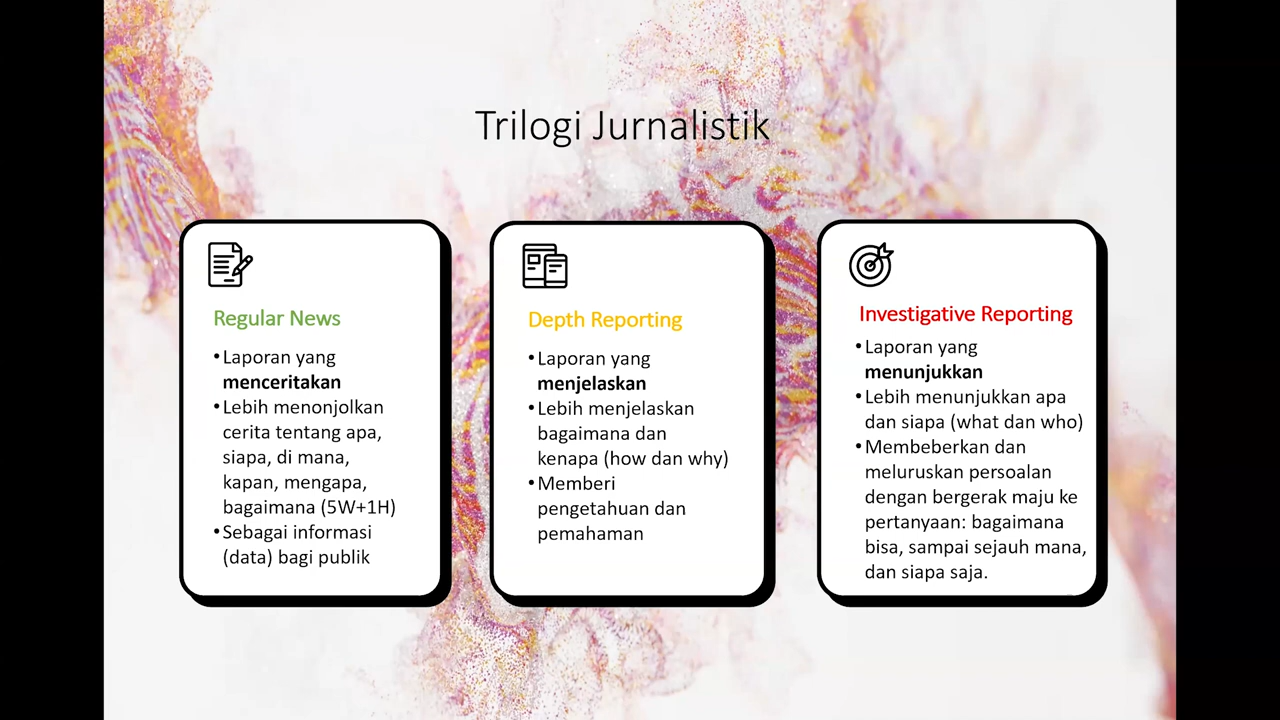 Trilogi Jurnalistik
Regular News
•Laporan yang
menceritakan
•Lebih menonjolkan
cerita tentang apa,
siapa, di mana,
kapan, mengapa,
bagaimana (5W+1H)
•Sebagai informasi
(data) bagi publik
Depth Reporting
•Laporan yang
menjelaskan
•Lebih menjelaskan
bagaimana dan
kenapa (how dan why)
•Memberi
pengetahuan dan
pemahaman
Investigative Reporting
•Laporan yang
menunjukkan
•Lebih menunjukkan apa
dan siapa (what dan who)
•Membeberkan dan
meluruskan persoalan
dengan bergerak maju ke
pertanyaan: bagaimana
bisa, sampai sejauh mana,
dan siapa saja.